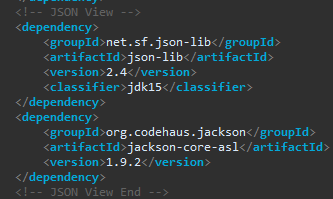 </dependency>
<!-- JSON View -->
<dependency>
<groupId>net.sf.json-lib</groupId>
<artifactId>json-lib</artifactId>
<version>2.4</version>
<classifier>jdk15</classifier>
</dependency>
<dependency>
<groupId>org.codehaus.jackson</groupId>
<artifactId>jackson-core-asl</artifactId>
<version>1.9.2</version>
</dependency>
<!-- JSON View End -->